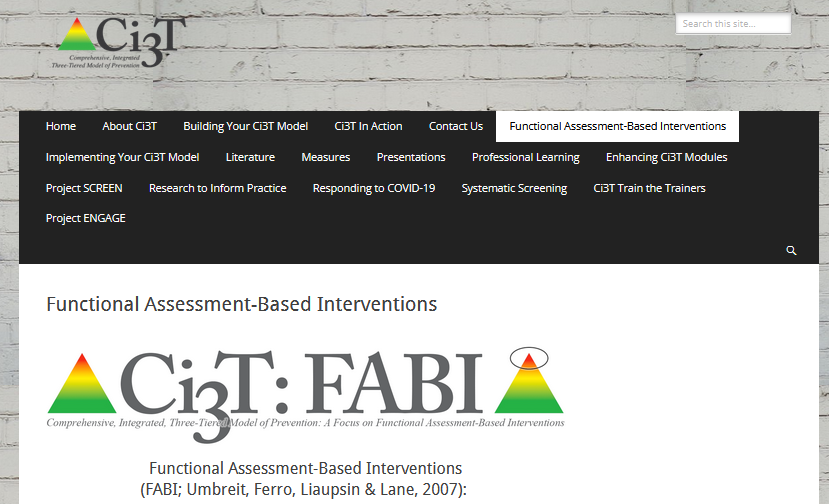 Ci3T
Comprehensive, Integrated
Three-Tiered Model of Prevention
Search this site...
Home About Ci3T Building Your Ci3T Model Ci3T In Action Contact Us Functional Assessment-Based Interventions
Implementing Your Ci3T Model Literature Measures Presentations Professional Learning Enhancing Ci3T Modules
Project SCREEN Research to Inform Practice Responding to COVID-19 Systematic Screening Ci3T Train the Trainers
Project ENGAGE
Functional Assessment-Based Interventions
Ci3T: FABI
Comprehensive, Integrated, Three-Tiered Model of Prevention: A Focus on Functional Assessment-Based Interventions
Functional Assessment-Based Interventions
(FABI; Umbreit, Ferro, Liaupsin & Lane, 2007):